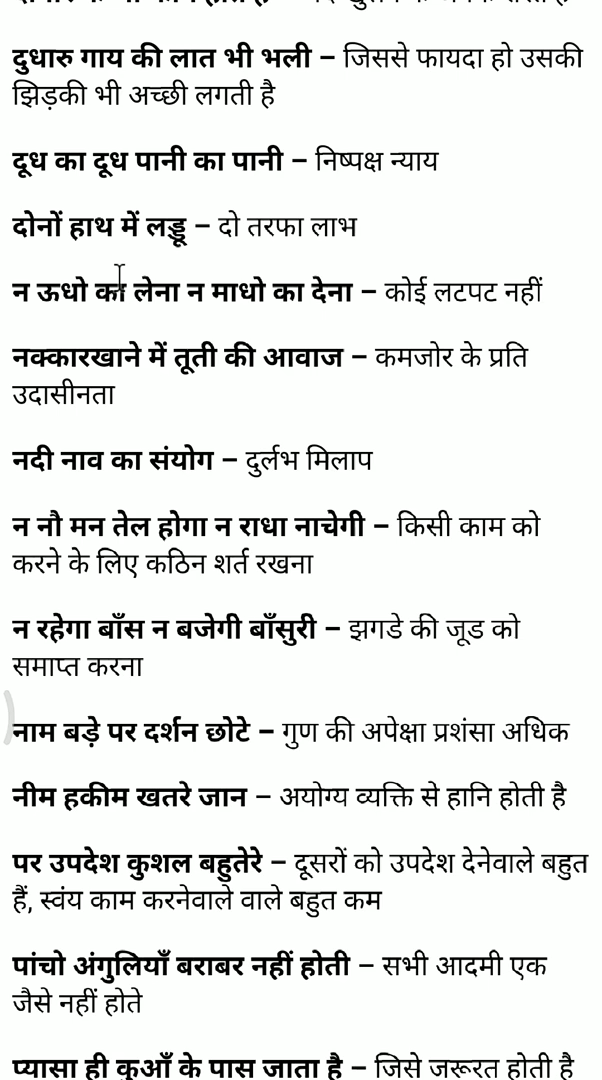 दुधारु गाय की लात भी भली – जिससे फायदा हो उसकी
झिड़की भी अच्छी लगती है
दूध का दूध पानी का पानी – निष्पक्ष न्याय
दोनों हाथ में लड्डू – दो तरफा लाभ
न ऊधो का लेना न माधो का देना – कोई लटपट नहीं
नक्कारखाने में तूती की आवाज – कमजोर के प्रति
उदासीनता
नदी नाव का संयोग – दुर्लभ मिलाप
न नौ मन तेल होगा न राधा नाचेगी – किसी काम को
करने के लिए कठिन शर्त रखना
न रहेगा बाँस न बजेगी बाँसुरी – झगडे की जूड को
समाप्त करना
नाम बड़े पर दर्शन छोटे – गुण की अपेक्षा प्रशंसा अधिक
नीम हकीम खतरे जान – अयोग्य व्यक्ति से हानि होती है
पर उपदेश कुशल बहुतेरे – दूसरों को उपदेश देनेवाले बहुत
हैं, स्वंय काम करनेवाले वाले बहुत कम
पांचो अंगुलियाँ बराबर नहीं होती – सभी आदमी एक
जैसे नहीं होते
प्यासा ही कुआँ के पास जाता है – जिसे जरूरत होती है